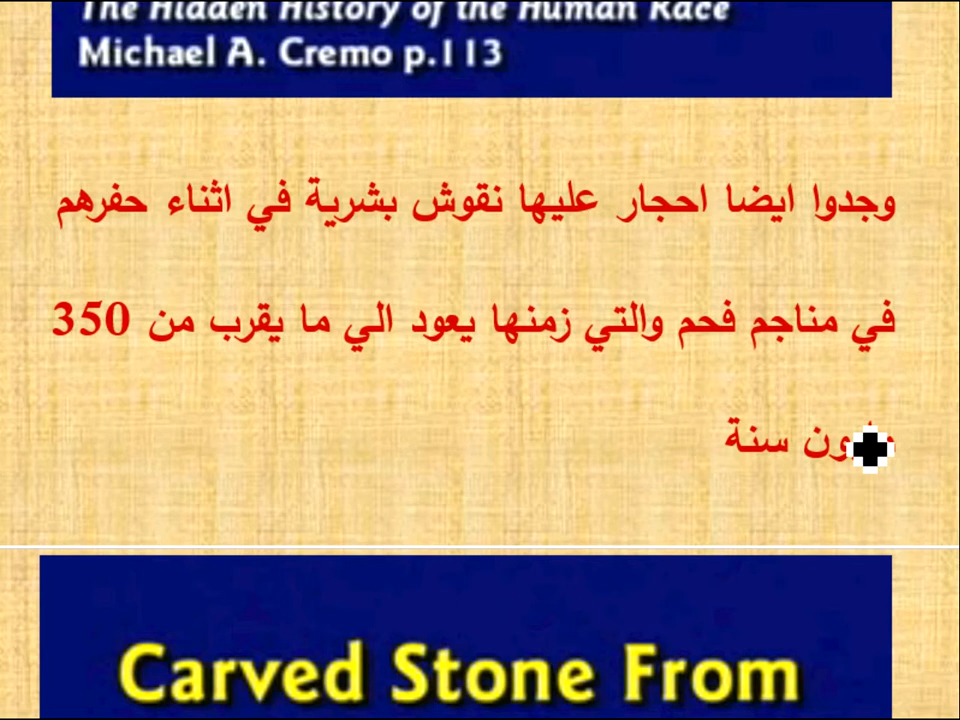 The Hidden History of the Human Race
Michael A. Cremo p.113
وجدوا ايضا احجار عليها نقوش بشرية في اثناء حفرهم
في مناجم فحم والتي زمنها يعود الي ما يقرب من 350
سنة
Carved Stone From